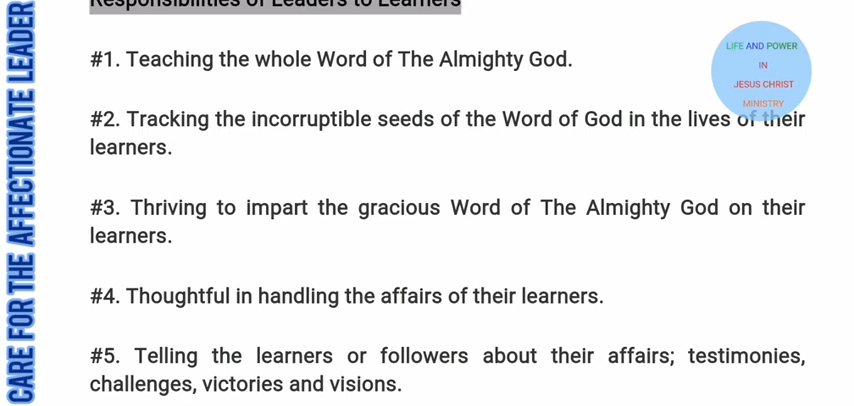 Responsibilities of Leaders to Learners
CARE FOR THE AFFECTIONATE LEADER
LIFE AND POWER
IN
JESUS CHRIST
MINISTRY
#1. Teaching the whole Word of The Almighty God.
#2. Tracking the incorruptible seeds of the Word of God in the lives of their
learners.
#3. Thriving to impart the gracious Word of The Almighty God on their
learners.
#4. Thoughtful in handling the affairs of their learners.
#5. Telling the learners or followers about their affairs; testimonies,
challenges, victories and visions.